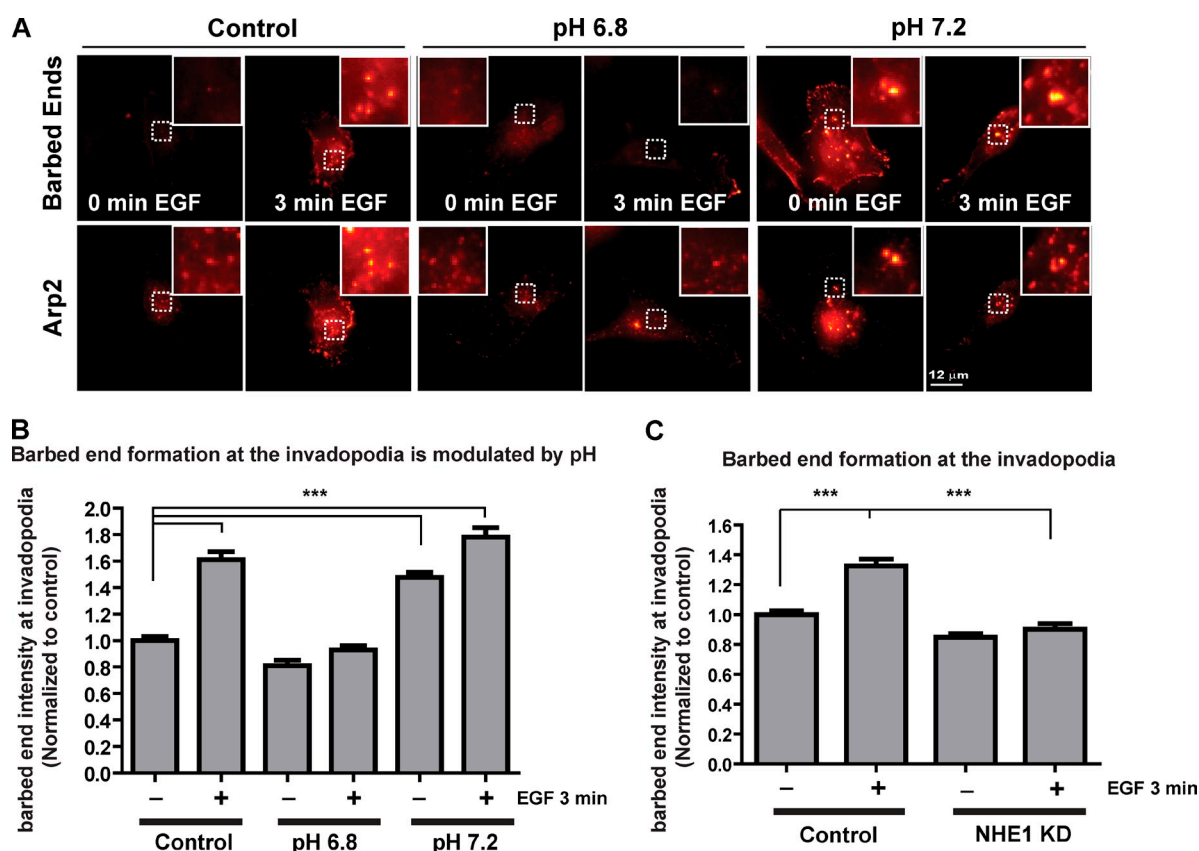 A
Control
pH 6.8
pH 7.2
Barbed Ends
0 min EGF
3 min EGF
0 min EGF
3 min EGF
0 min EGF
3 min EGF
Arp2
12 μm
B
Barbed end formation at the invadopodia is modulated by pH
barbed end intensity at invadopodia
(Normalized to control)
2.0
1.8
1.6
1.4
1.2
1.0
0.8
0.6
0.4
0.2
0.0
***
– + – + – + EGF 3 min
Control pH 6.8 pH 7.2
C
Barbed end formation at the invadopodia
barbed end intensity at invadopodia
(Normalized to control)
1.6
1.4
1.2
1.0
0.8
0.6
0.4
0.2
0.0
*** ***
– + – + EGF 3 min
Control NHE1 KD